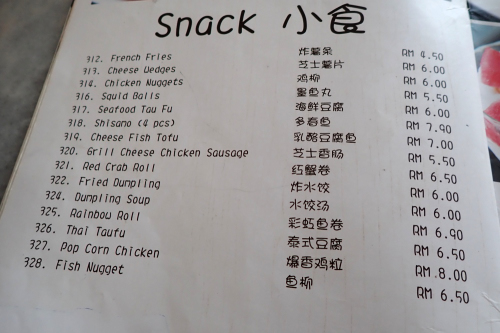 Snack 小食
312. French Fries 炸薯条 RM 4.50
313. Cheese Wedges 芝士薯片 RM 6.00
314. Chicken Nuggets 鸡柳 RM 6.00
316. Squid Balls 墨鱼丸 RM 5.50
317. Seafood Tau Fu 海鲜豆腐 RM 6.00
318. Shisano (4 pcs) 多春鱼 RM 7.90
319. Cheese Fish Tofu 乳酪豆腐鱼 RM 7.00
320. Grill Cheese Chicken Sausage 芝士香肠 RM 5.50
321. Red Crab Roll 红蟹卷 RM 6.50
322. Fried Dunpling 炸水饺 RM 6.00
324. Dunpling Soup 水饺汤 RM 6.00
325. Rainbow Roll 彩虹鱼卷 RM 6.90
326. Thai Taufu 泰式豆腐 RM 6.50
327. Pop Corn Chicken 爆香鸡粒 RM 8.00
328. Fish Nugget 鱼柳 RM 6.50